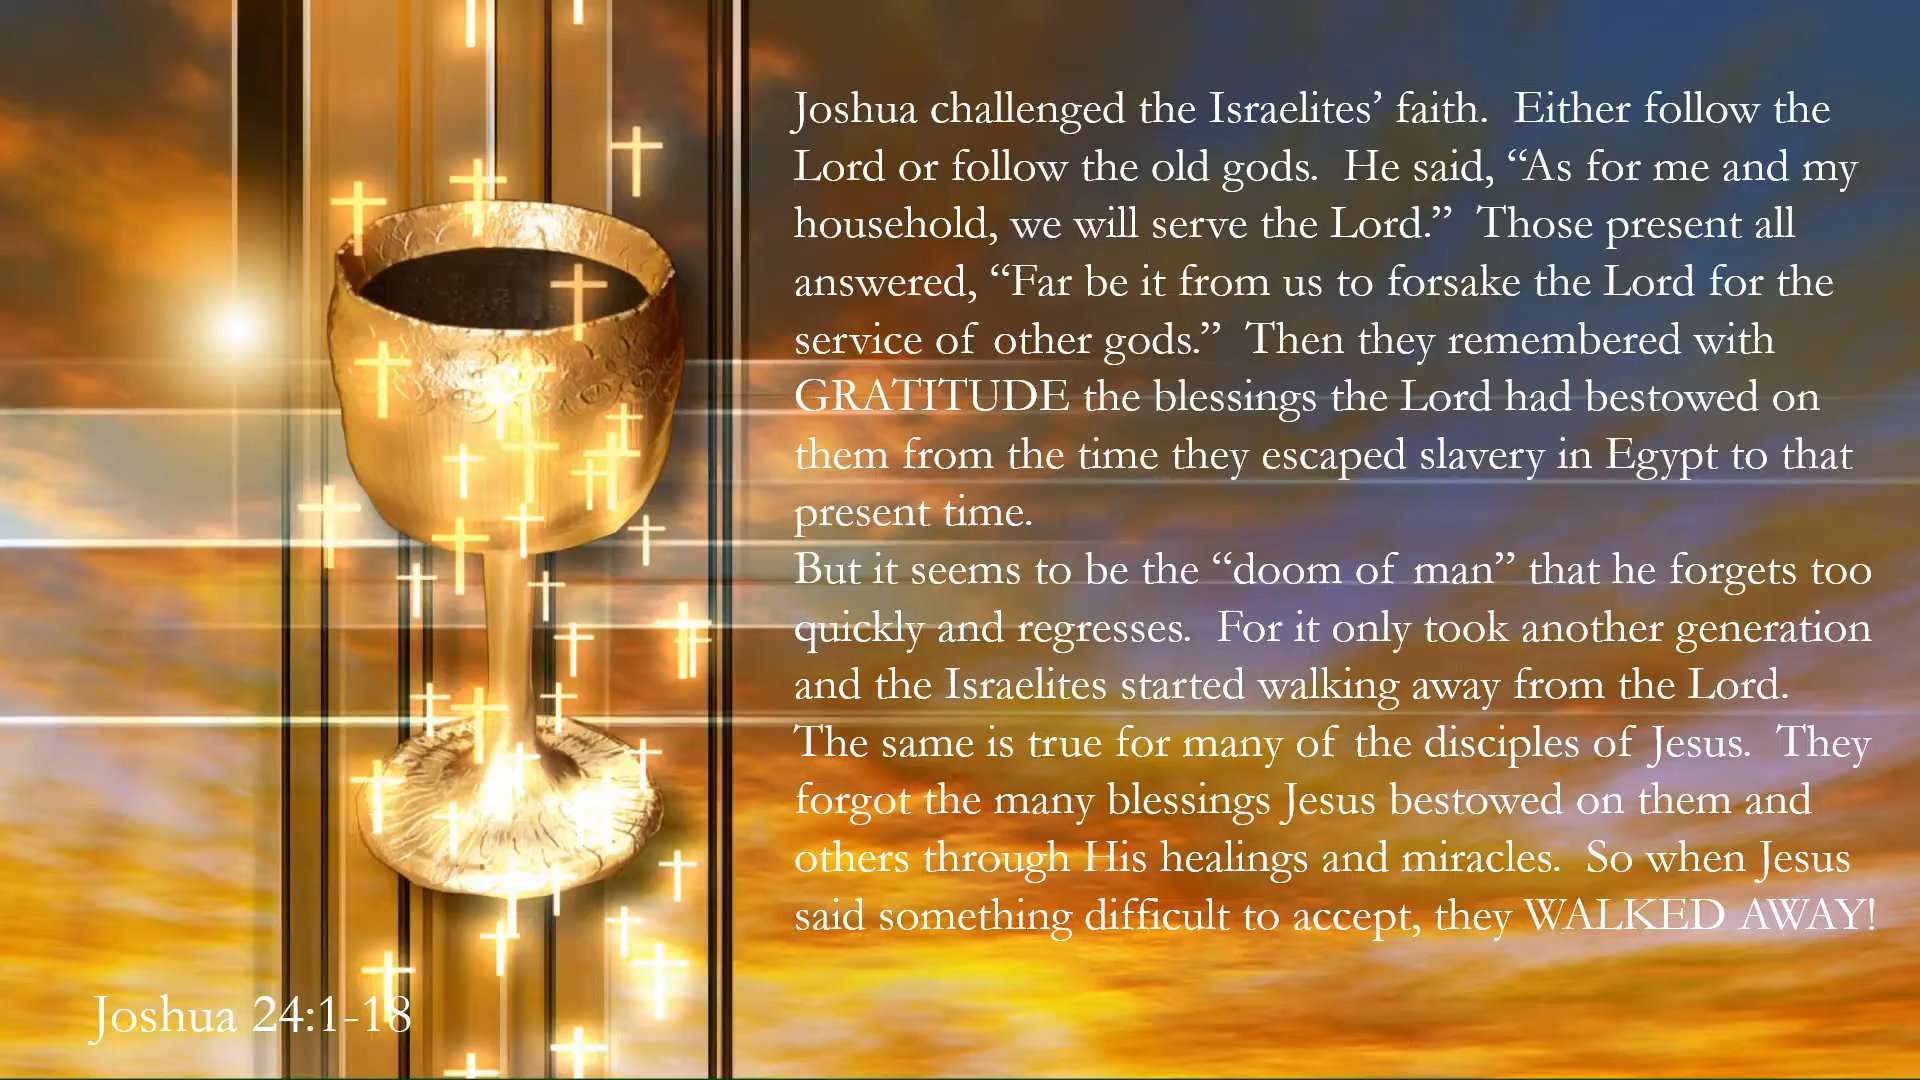 Joshua challenged the Israelites’ faith.  Either follow the
Lord or follow the old gods.  He said, “As for me and my
household, we will serve the Lord.”  Those present all
answered, “Far be it from us to forsake the Lord for the
service of other gods.”  Then they remembered with
GRATITUDE the blessings the Lord had bestowed on
them from the time they escaped slavery in Egypt to that
present time.
But it seems to be the “doom of man” that he forgets too
quickly and regresses.  For it only took another generation
and the Israelites started walking away from the Lord.
The same is true for many of the disciples of Jesus.  They
forgot the many blessings Jesus bestowed on them and
others through His healings and miracles.  So when Jesus
said something difficult to accept, they WALKED AWAY!
Joshua 24:1-18